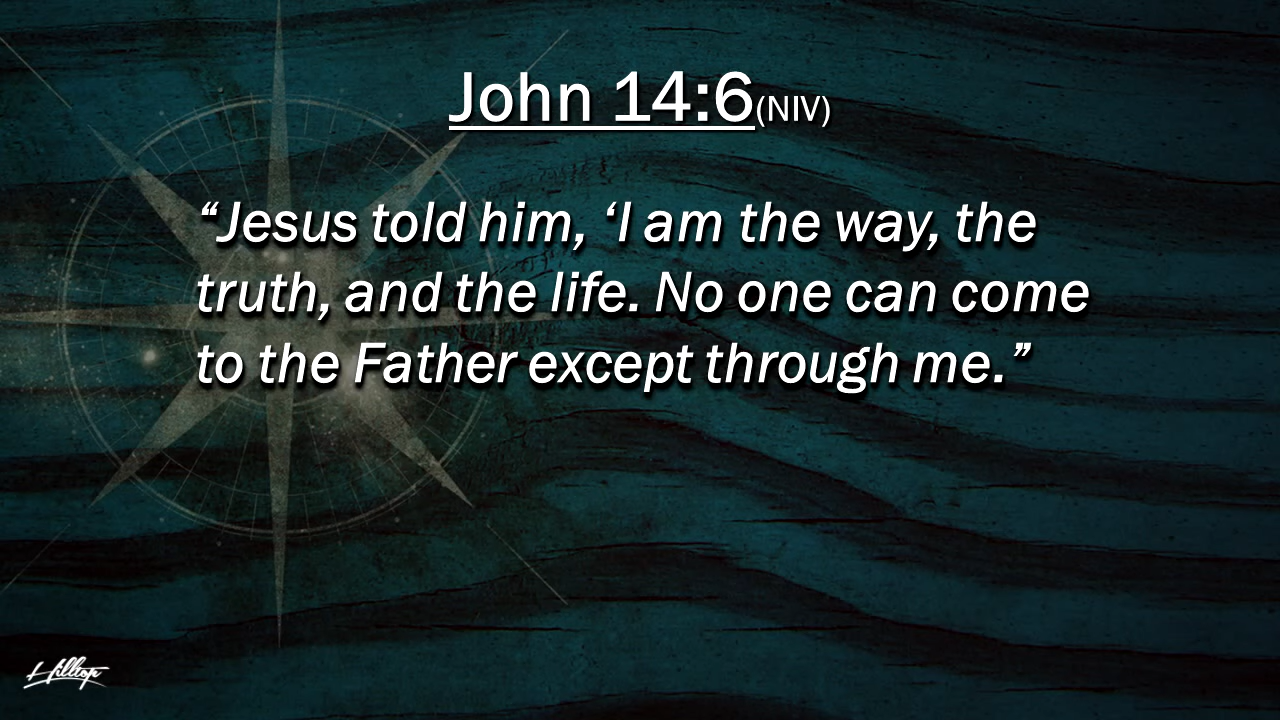 John 14:6(NIV)
“Jesus told him, ‘I am the way, the
truth, and the life. No one can come
to the Father except through me.”
Hilltop